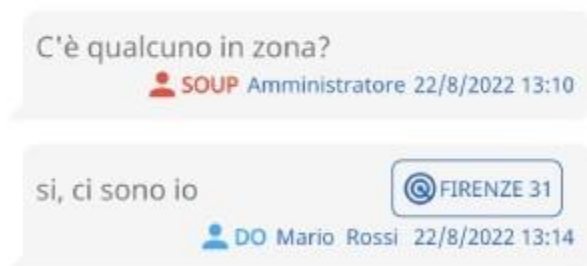 C'è qualcuno in zona?
SOUP Amministratore 22/8/2022 13:10
si, ci sono io FIRENZE 31
DO Mario Rossi 22/8/2022 13:14